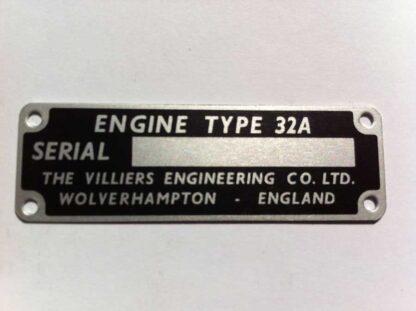 ENGINE TYPE 32A
SERIAL
THE VILLIERS ENGINEERING CO. LTD.
WOLVERHAMPTON - ENGLAND